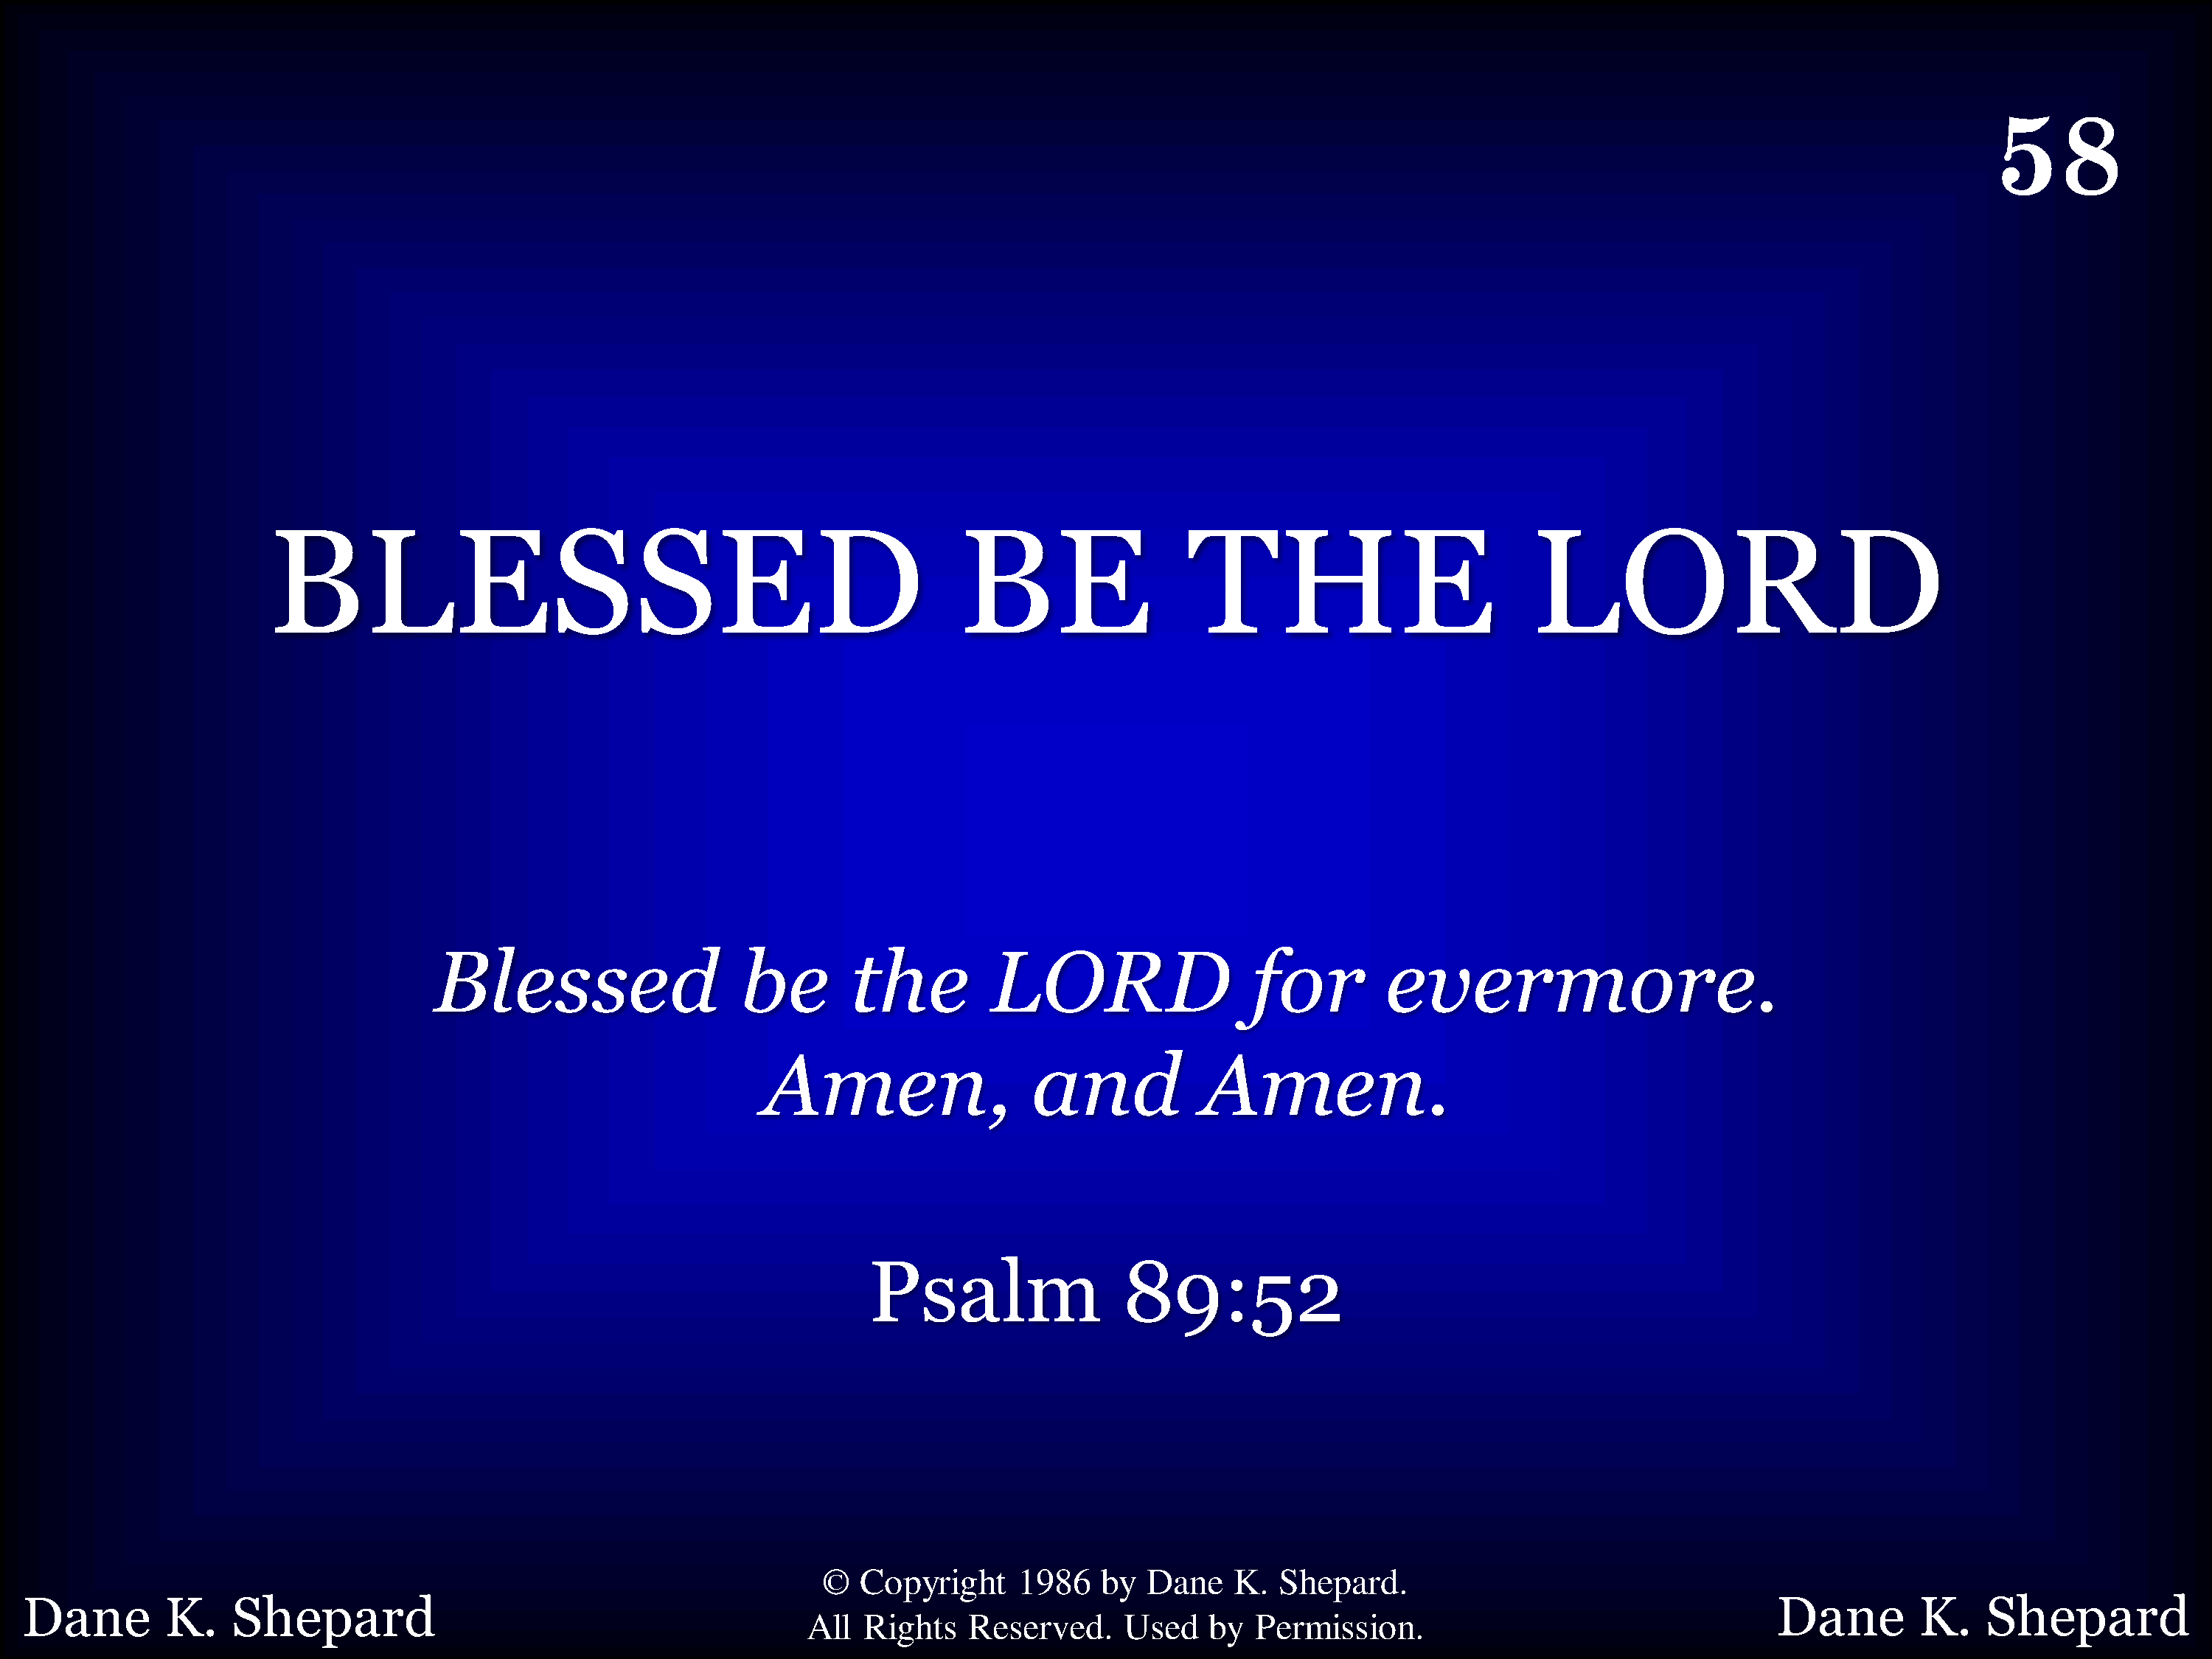 58
BLESSED BE THE LORD
Blessed be the LORD for evermore.
Amen, and Amen.
Psalm 89:52
© Copyright 1986 by Dane K. Shepard.
All Rights Reserved. Used by Permission.
Dane K. Shepard
Dane K. Shepard